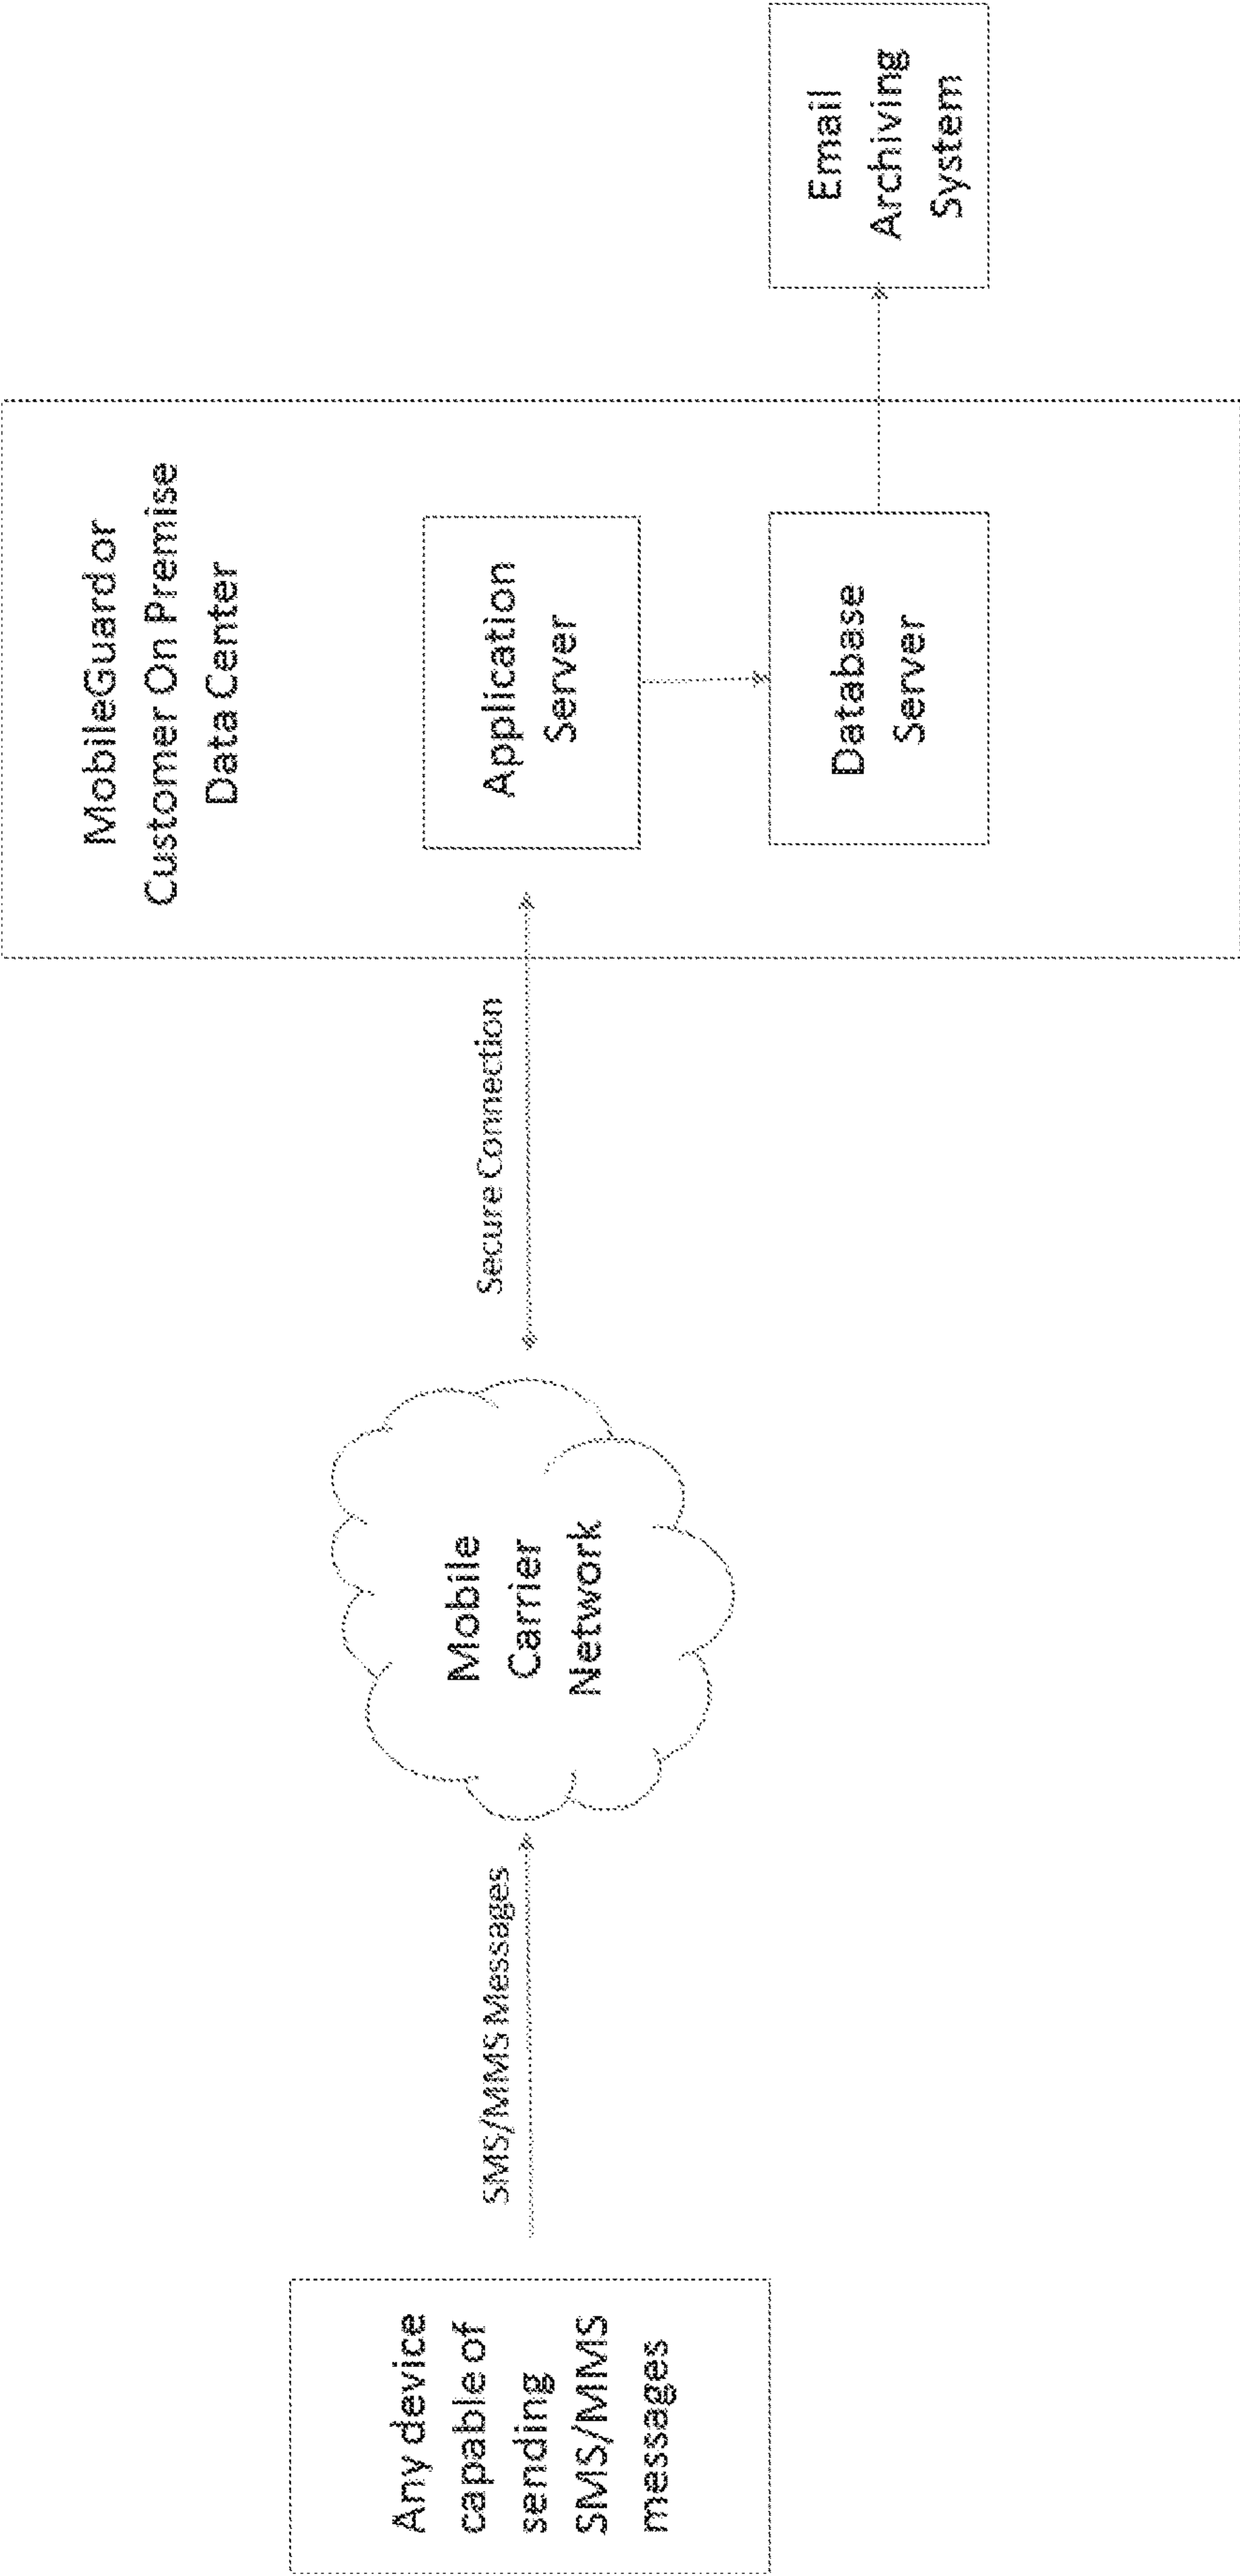 Any device
capable of
sending
SMS/MMS
messages
SMS/MMS Messages
Mobile
Carrier
Network
Secure Connection
MobileGuard or
Customer On Premise
Data Center
Application
Server
Database
Server
Email
Archiving
System